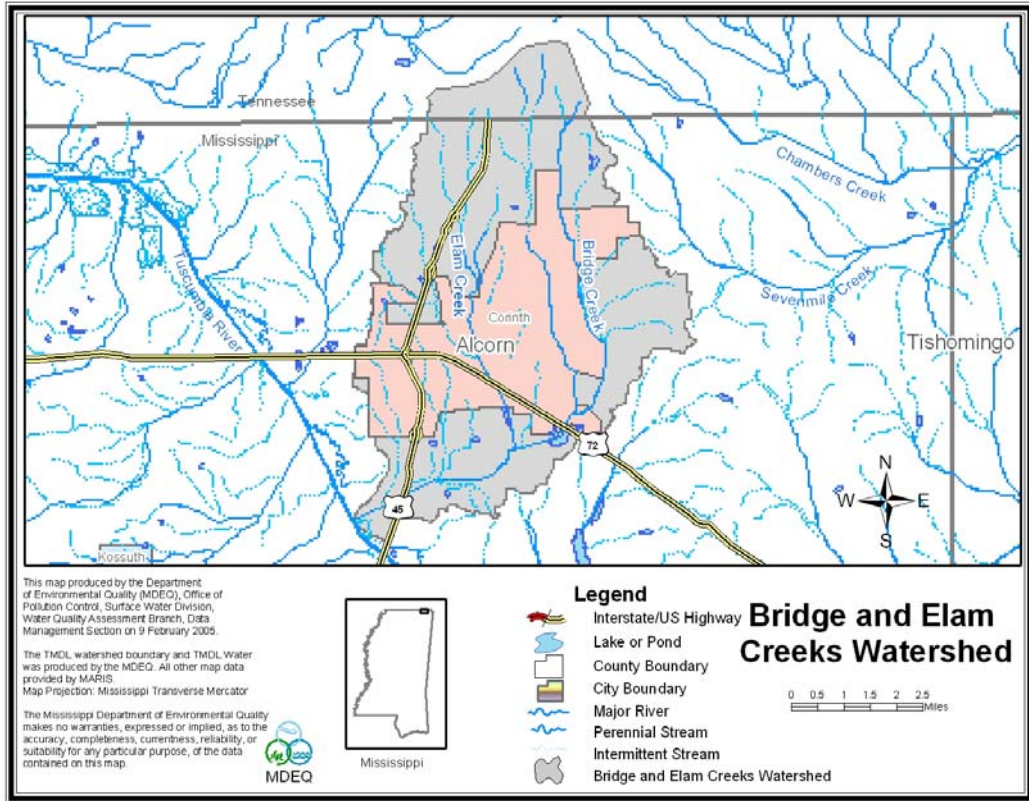 Tennessee
Mississippi
Chambers Creek
Tuscumbia River
Elam Creek
Bridge Creek
Sevenmile Creek
Corinth
Alcorn
Tishomingo
72
45
N
W E
S
Kossuth
This map produced by the Department
of Environmental Quality (MDEQ), Office of
Pollution Control, Surface Water Division,
Water Quality Assessment Branch, Data
Management Section on 9 February 2005.
The TMDL watershed boundary and TMDL Water
was produced by the MDEQ. All other map data
provided by MARIS.
Map Projection: Mississippi Transverse Mercator
The Mississippi Department of Environmental Quality
makes no warranties, expressed or implied, as to the
accuracy, completeness, currentness, reliability, or
suitability for any particular purpose, of the data
contained on this map.
MDEQ
Mississippi
Legend
Interstate/US Highway
Lake or Pond
County Boundary
City Boundary
Major River
Perennial Stream
Intermittent Stream
Bridge and Elam Creeks Watershed
Bridge and Elam
Creeks Watershed
0 0.5 1 1.5 2 2.5
Miles